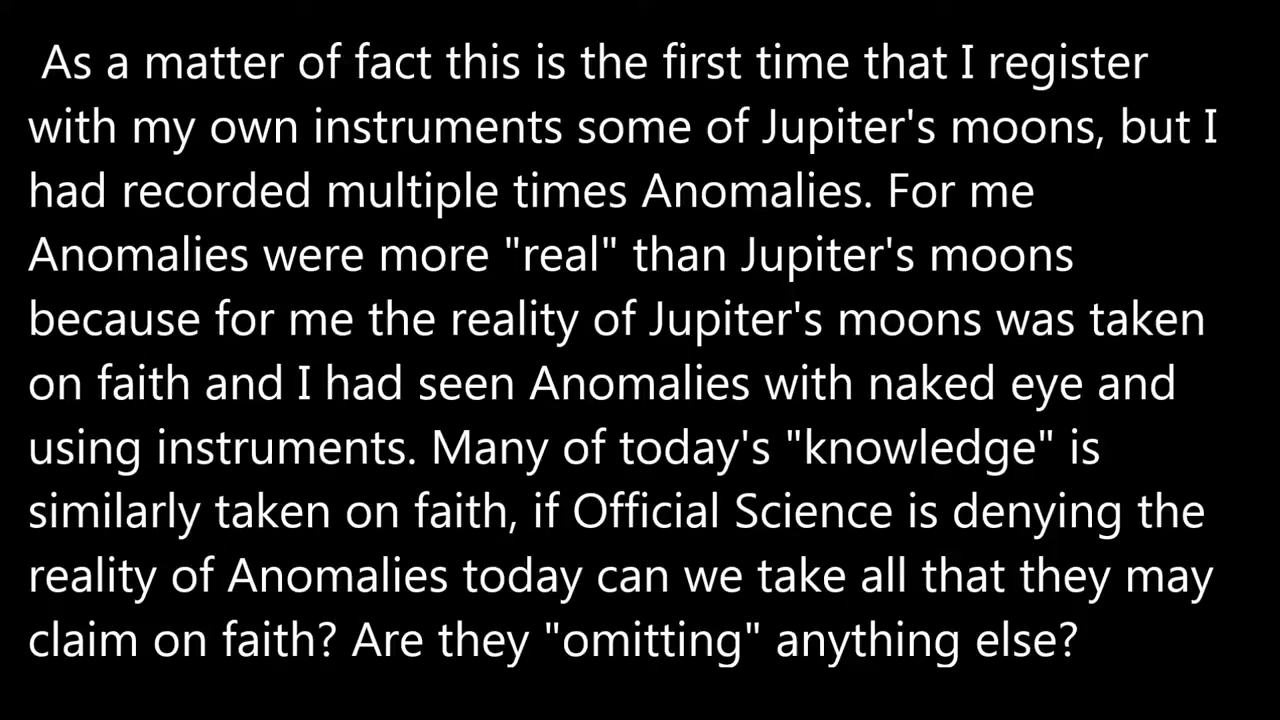 As a matter of fact this is the first time that I register
with my own instruments some of Jupiter's moons, but I
had recorded multiple times Anomalies. For me
Anomalies were more "real" than Jupiter's moons
because for me the reality of Jupiter's moons was taken
on faith and I had seen Anomalies with naked eye and
using instruments. Many of today's "knowledge" is
similarly taken on faith, if Official Science is denying the
reality of Anomalies today can we take all that they may
claim on faith? Are they "omitting" anything else?